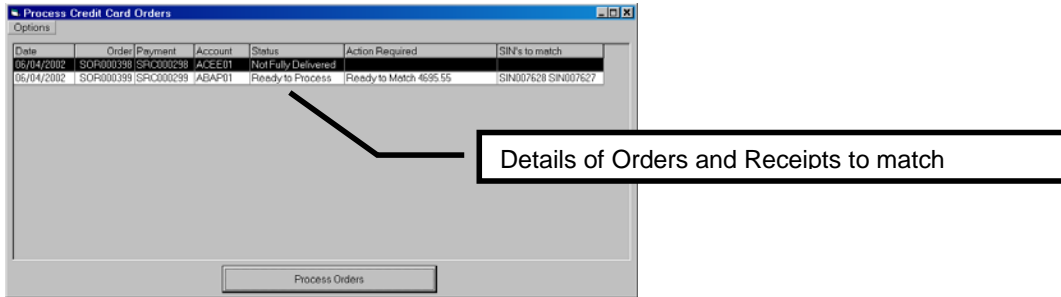 Process Credit Card Orders
Options
Date Order Payment Account Status Action Required SIN's to match
06/04/2002 SOR000398 SRC000298 ACEE01 Not Fully Delivered
06/04/2002 SOR000399 SRC000299 ABAP01 Ready to Process Ready to Match 4695.55 SIN007628 SIN007627
Details of Orders and Receipts to match
Process Orders